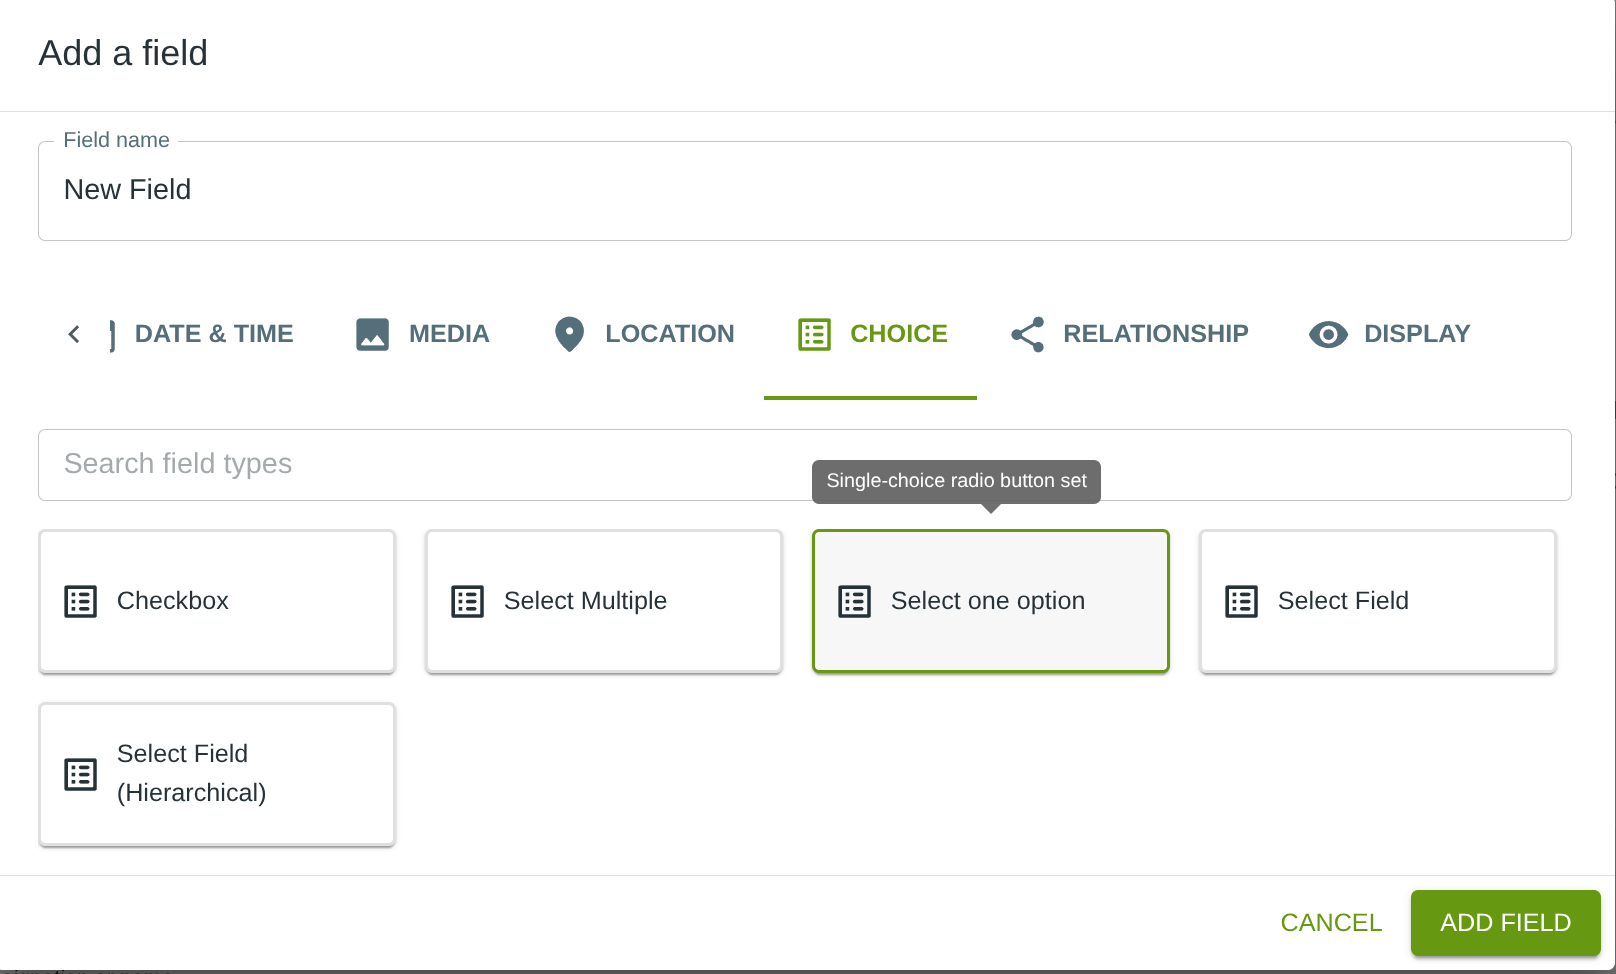 Add a field
Field name
New Field
DATE & TIME
MEDIA
LOCATION
CHOICE
RELATIONSHIP
DISPLAY
Search field types
Single-choice radio button set
Checkbox
Select Multiple
Select one option
Select Field
Select Field
(Hierarchical)
CANCEL
ADD FIELD